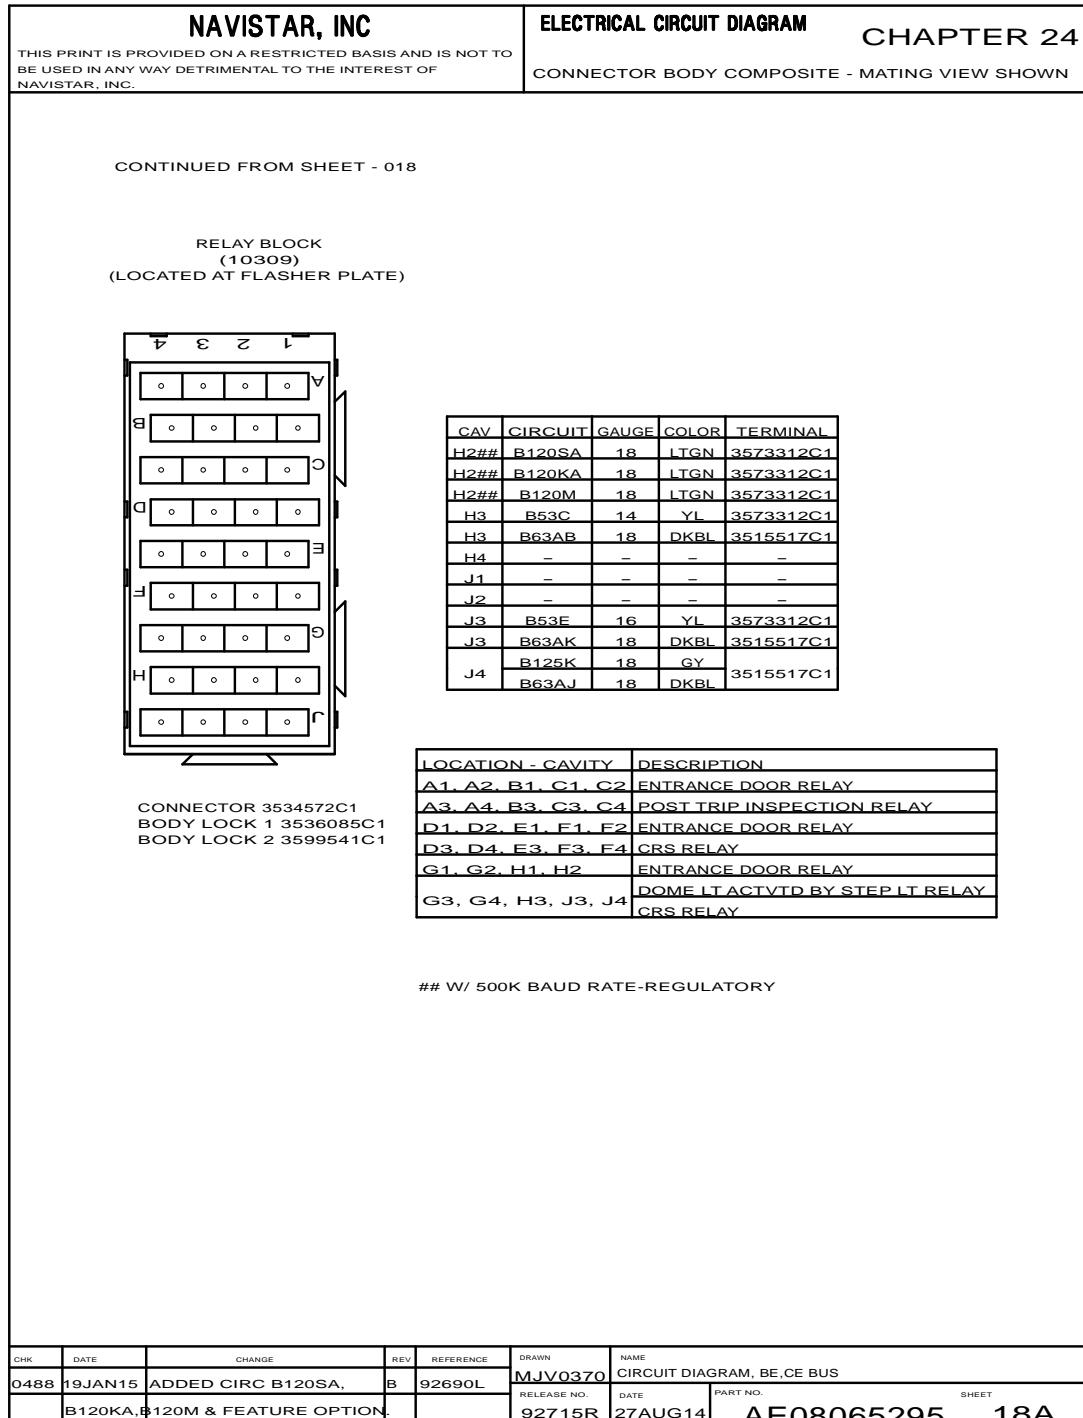 NAVISTAR, INC
THIS PRINT IS PROVIDED ON A RESTRICTED BASIS AND IS NOT TO
BE USED IN ANY WAY DETRIMENTAL TO THE INTEREST OF
NAVISTAR, INC.
ELECTRICAL CIRCUIT DIAGRAM
CHAPTER 24
CONNECTOR BODY COMPOSITE - MATING VIEW SHOWN
CONTINUED FROM SHEET - 018
RELAY BLOCK
(10309)
(LOCATED AT FLASHER PLATE)
4 3 2 1
A
B
C
D
E
F
G
H
J
CONNECTOR 3534572C1
BODY LOCK 1 3536085C1
BODY LOCK 2 3599541C1
CAV CIRCUIT GAUGE COLOR TERMINAL
H2## B120SA 18 LTGN 3573312C1
H2## B120KA 18 LTGN 3573312C1
H2## B120M 18 LTGN 3573312C1
H3 B53C 14 YL 3573312C1
H3 B63AB 18 DKBL 3515517C1
H4 – – – –
J1 – – – –
J2 – – – –
J3 B53E 16 YL 3573312C1
J3 B63AK 18 DKBL 3515517C1
J4 B125K 18 GY 3515517C1
B63AJ 18 DKBL
LOCATION - CAVITY DESCRIPTION
A1, A2, B1, C1, C2 ENTRANCE DOOR RELAY
A3, A4, B3, C3, C4 POST TRIP INSPECTION RELAY
D1, D2, E1, F1, F2 ENTRANCE DOOR RELAY
D3, D4, E3, F3, F4 CRS RELAY
G1, G2, H1, H2 ENTRANCE DOOR RELAY
G3, G4, H3, J3, J4 DOME LT ACTVTD BY STEP LT RELAY
CRS RELAY
## W/ 500K BAUD RATE-REGULATORY
CHK DATE CHANGE REV REFERENCE
0488 19JAN15 ADDED CIRC B120SA, B 92690L
B120KA,B120M & FEATURE OPTION.
DRAWN
MJV0370
NAME
CIRCUIT DIAGRAM, BE,CE BUS
RELEASE NO.
92715R
DATE
27AUG14
PART NO.
AE08065295
SHEET
18A